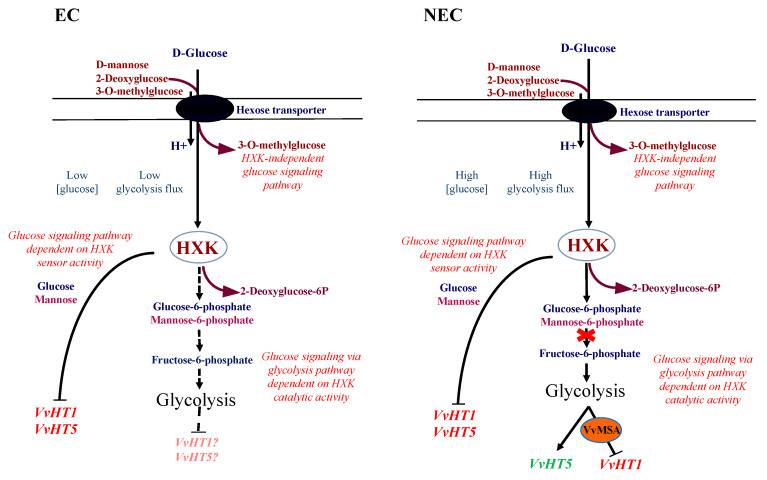 EC
D-Glucose
D-mannose
2-Deoxyglucose
3-O-methylglucose
Hexose transporter
H+
3-O-methylglucose
HXK-independent
glucose signaling
pathway
Low
[glucose]
Low
glycolysis flux
HXK
Glucose signaling pathway
dependent on HXK
sensor activity
Glucose
Mannose
2-Deoxyglucose-6P
Glucose-6-phosphate
Mannose-6-phosphate
Fructose-6-phosphate
Glucose signaling via
glycolysis pathway
dependent on HXK
catalytic activity
Glycolysis
VvHT1
VvHT5
VvHT1?
VvHT5?
NEC
D-Glucose
D-mannose
2-Deoxyglucose
3-O-methylglucose
Hexose transporter
H+
3-O-methylglucose
HXK-independent
glucose signaling
pathway
High
[glucose]
High
glycolysis flux
HXK
Glucose signaling pathway
dependent on HXK
sensor activity
Glucose
Mannose
2-Deoxyglucose-6P
Glucose-6-phosphate
Mannose-6-phosphate
Fructose-6-phosphate
Glucose signaling via
glycolysis pathway
dependent on HXK
catalytic activity
Glycolysis
VvHT1
VvHT5
VvMSA
VvHT5
VvHT1